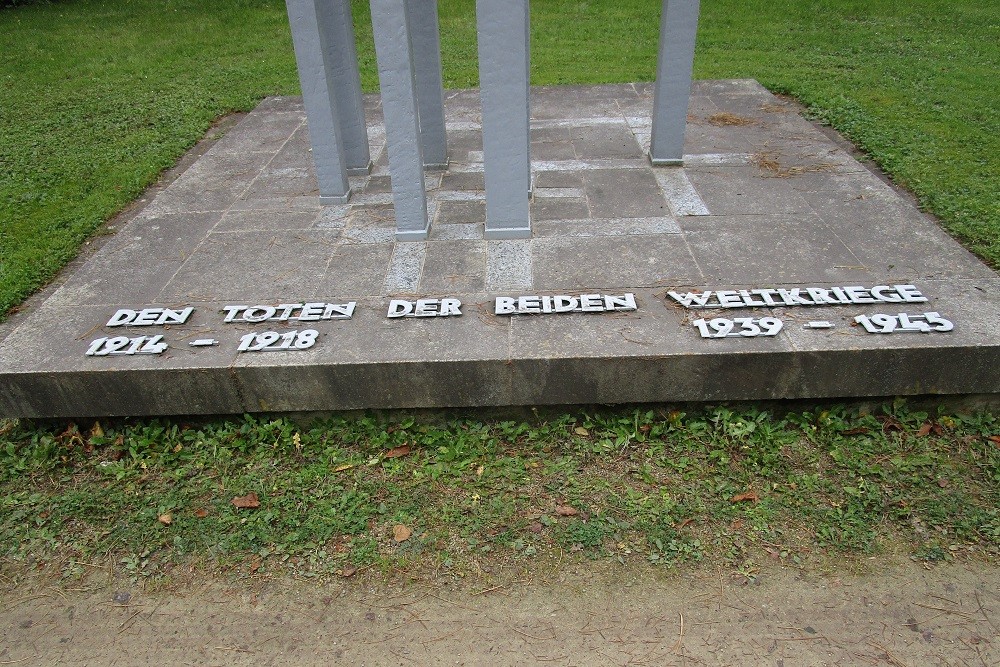 DEN TOTEN DER BEIDEN WELTKRIEGE
1914 - 1918 1939 - 1945